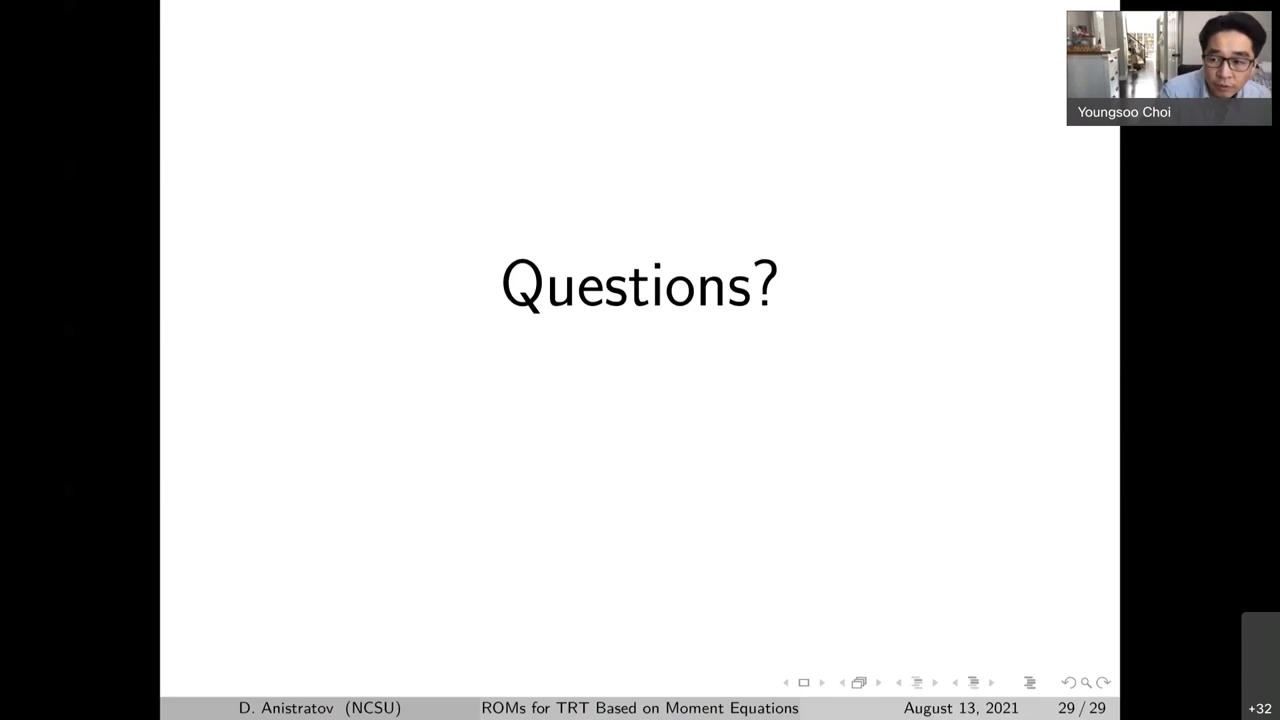 Youngsoo Choi
Questions?
D. Anistratov (NCSU) ROMs for TRT Based on Moment Equations August 13, 2021 29 / 29
+32